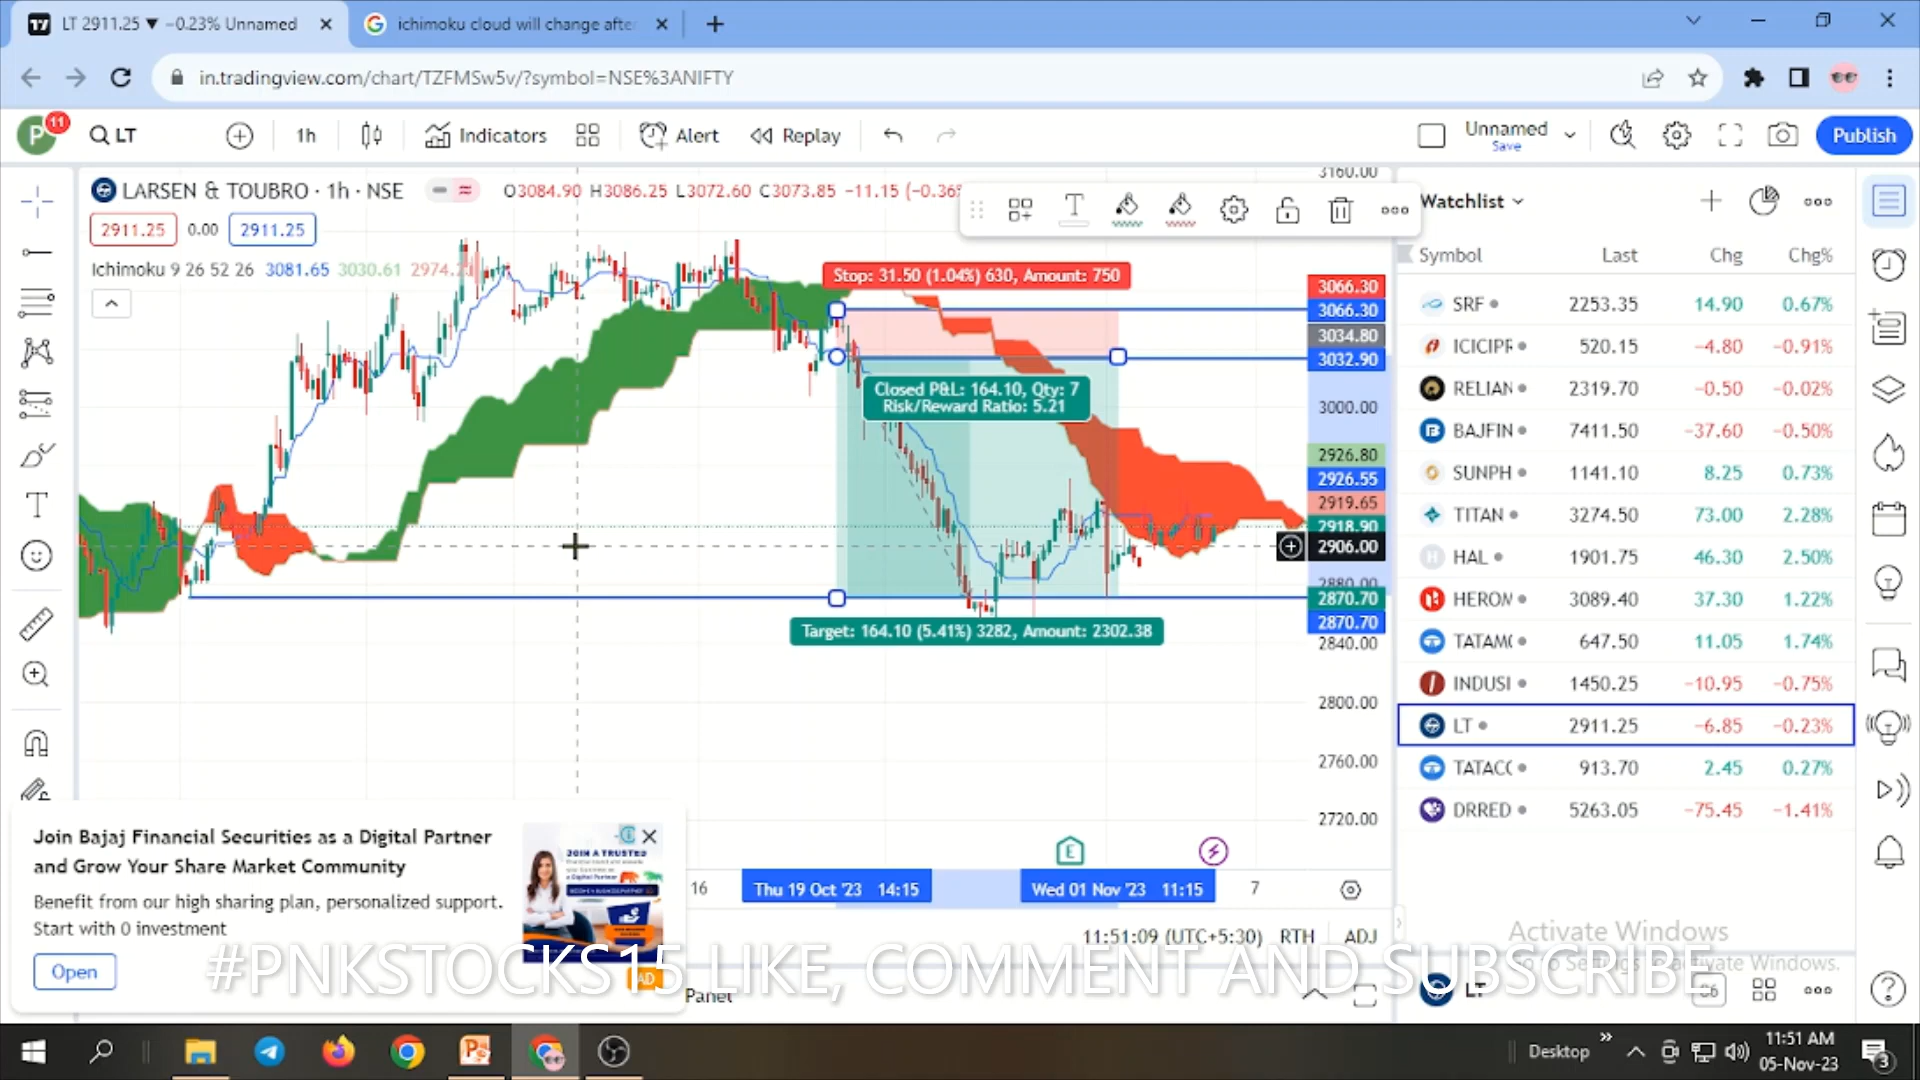 LT 2911.25 ▼ −0.23% Unnamed
ichimoku cloud will change after
in.tradingview.com/chart/TZFMSw5v/?symbol=NSE%3ANIFTY
P 11
LT 1h Indicators Alert Replay Unnamed Save Publish
LARSEN & TOUBRO · 1h · NSE O3084.90 H3086.25 L3072.60 C3073.85 −11.15
2911.25 0.00 2911.25
Ichimoku 9 26 52 26 3081.65 3030.61
Stop: 31.50 (1.04%) 630, Amount: 750
Closed P&L: 164.10, Qty: 7
Risk/Reward Ratio: 5.21
Target: 164.10 (5.41%) 3282, Amount: 2302.38
3160.00
3066.30
3066.30
3034.80
3032.90
3000.00
2926.80
2926.55
2919.65
2918.90
2906.00
2880.00
2870.70
2870.70
2840.00
2800.00
2760.00
2720.00
E
16 Thu 19 Oct '23 14:15 Wed 01 Nov '23 11:15 7
11:51:09 (UTC+5:30) RTH ADJ
Watchlist
Symbol Last Chg Chg%
SRF 2253.35 14.90 0.67%
ICICIPR 520.15 −4.80 −0.91%
RELIAN 2319.70 −0.50 −0.02%
BAJFIN 7411.50 −37.60 −0.50%
SUNPH 1141.10 8.25 0.73%
TITAN 3274.50 73.00 2.28%
HAL 1901.75 46.30 2.50%
HEROM 3089.40 37.30 1.22%
TATAM 647.50 11.05 1.74%
INDUSI 1450.25 −10.95 −0.75%
LT 2911.25 −6.85 −0.23%
TATAC 913.70 2.45 0.27%
DRRED 5263.05 −75.45 −1.41%
Join Bajaj Financial Securities as a Digital Partner
and Grow Your Share Market Community
Benefit from our high sharing plan, personalized support.
Start with 0 investment
Open
JOIN A TRUSTED
AD
Panel
Activate Windows
LT
#PNKSTOCKS15 LIKE, COMMENT AND SUBSCRIBE
Desktop
11:51 AM
05-Nov-23
3